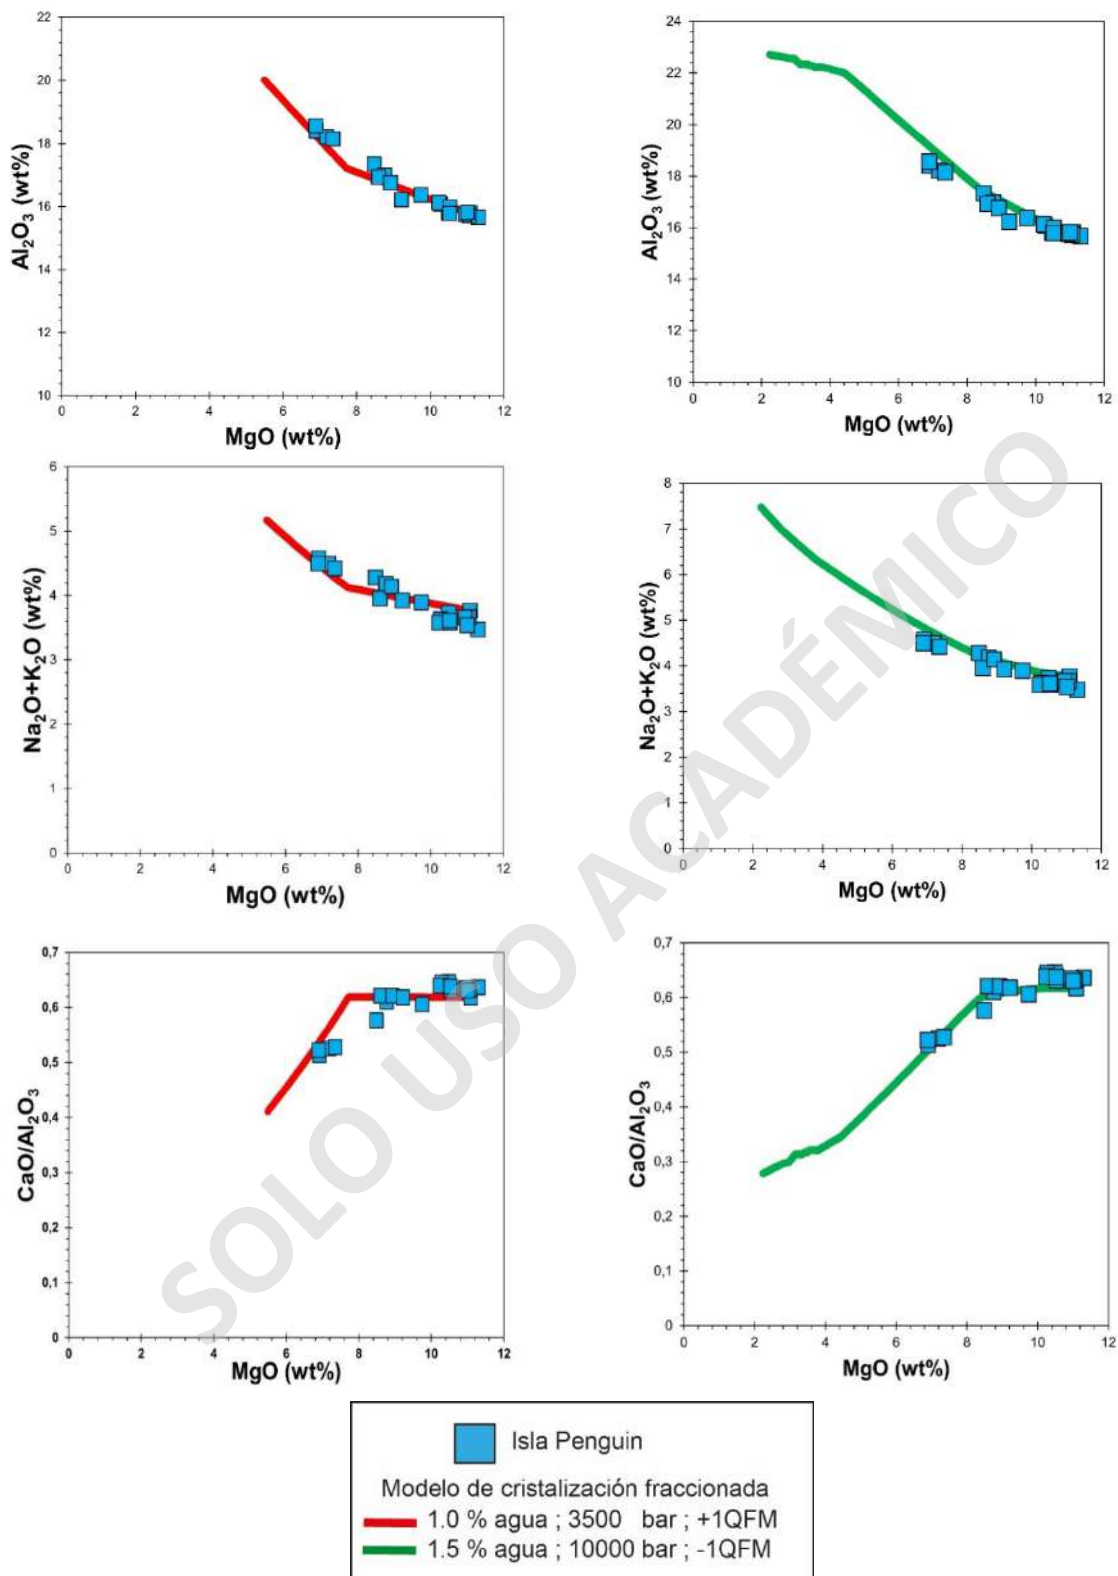 22
20
18
16
14
12
10
Al₂O₃ (wt%)
0 2 4 6 8 10 12
MgO (wt%)
24
22
20
18
16
14
12
10
Al₂O₃ (wt%)
0 2 4 6 8 10 12
MgO (wt%)
6
5
4
3
2
1
0
Na₂O+K₂O (wt%)
0 2 4 6 8 10 12
MgO (wt%)
8
7
6
5
4
3
2
1
0
Na₂O+K₂O (wt%)
0 2 4 6 8 10 12
MgO (wt%)
0,7
0,6
0,5
0,4
0,3
0,2
0,1
0
CaO/Al₂O₃
0 2 4 6 8 10 12
MgO (wt%)
0,7
0,6
0,5
0,4
0,3
0,2
0,1
0
CaO/Al₂O₃
0 2 4 6 8 10 12
MgO (wt%)
SOLO USO ACADÉMICO
Isla Penguin
Modelo de cristalización fraccionada
1.0 % agua ; 3500 bar ; +1QFM
1.5 % agua ; 10000 bar ; -1QFM